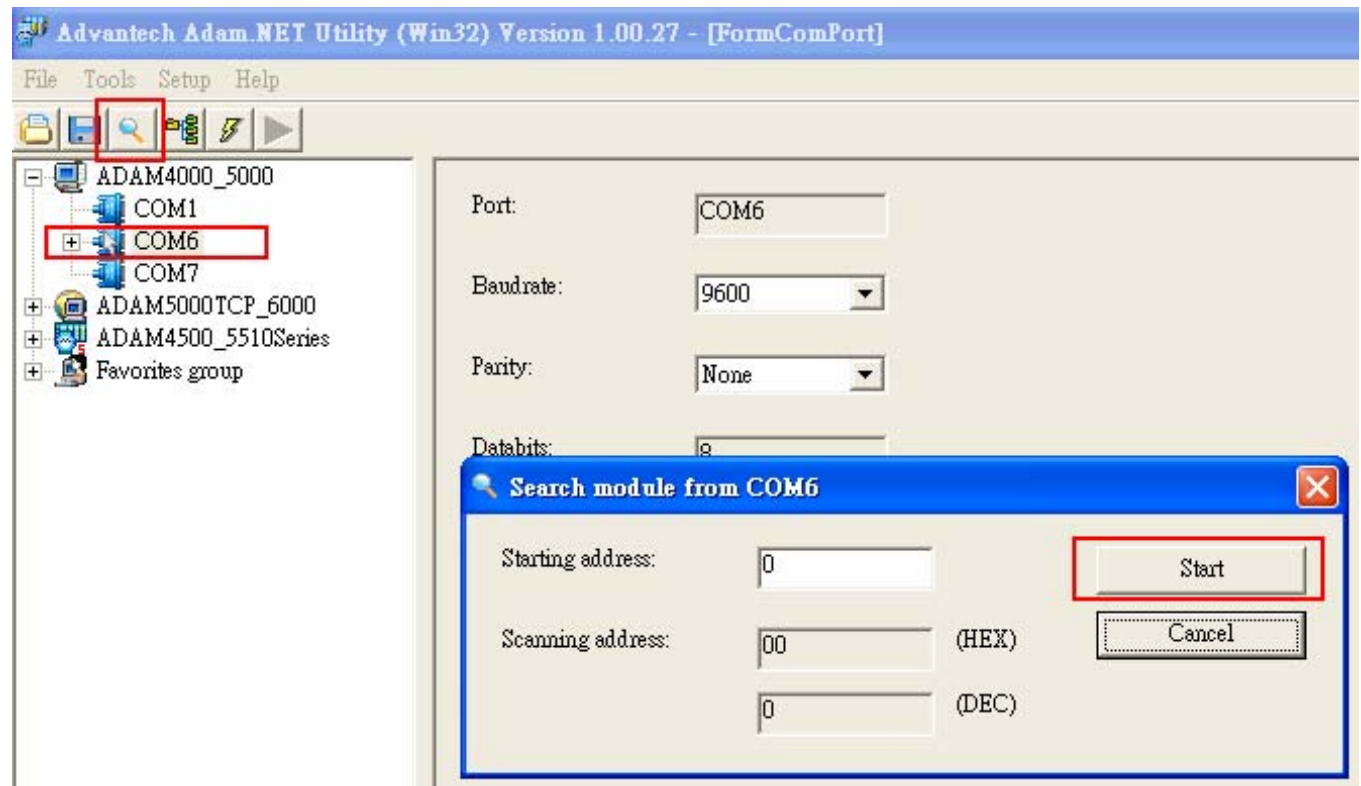 Advantech Adam.NET Utility (Win32) Version 1.00.27 - [FormComPort]
File Tools Setup Help
ADAM4000_5000
COM1
COM6
COM7
ADAM5000TCP_6000
ADAM4500_5510Series
Favorites group
Port: COM6
Baudrate: 9600
Parity: None
Databits: 8
Search module from COM6
Starting address: 0
Start
Scanning address: 00 (HEX)
Cancel
0 (DEC)